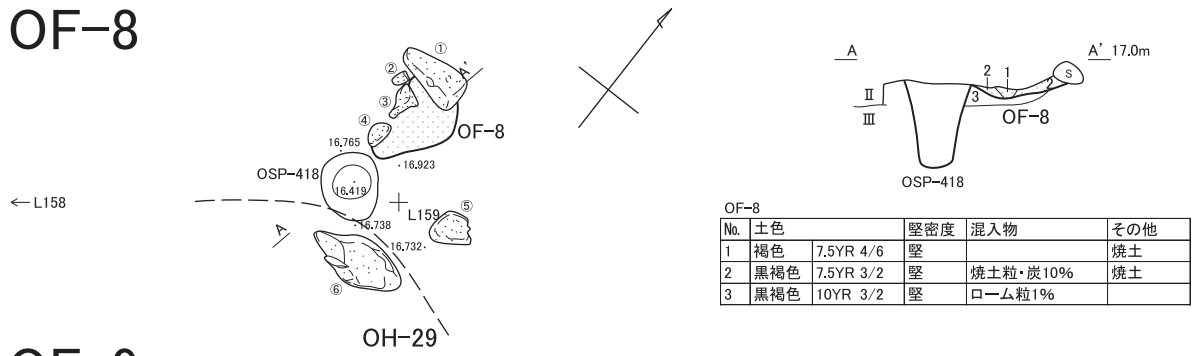 OF-8
①
②
A'
③
④
OF-8
16.765
・16.923
OSP-418
16.419
←L158
L159
⑤
・16.738
A
16.732・
⑥
OH-29
A
A' 17.0m
2 1
2
S
3
Ⅱ
Ⅲ
OF-8
OSP-418
OF-8
No. 土色 堅密度 混入物 その他
1 褐色 7.5YR 4/6 堅 焼土
2 黒褐色 7.5YR 3/2 堅 焼土粒・炭10% 焼土
3 黒褐色 10YR 3/2 堅 ローム粒1%